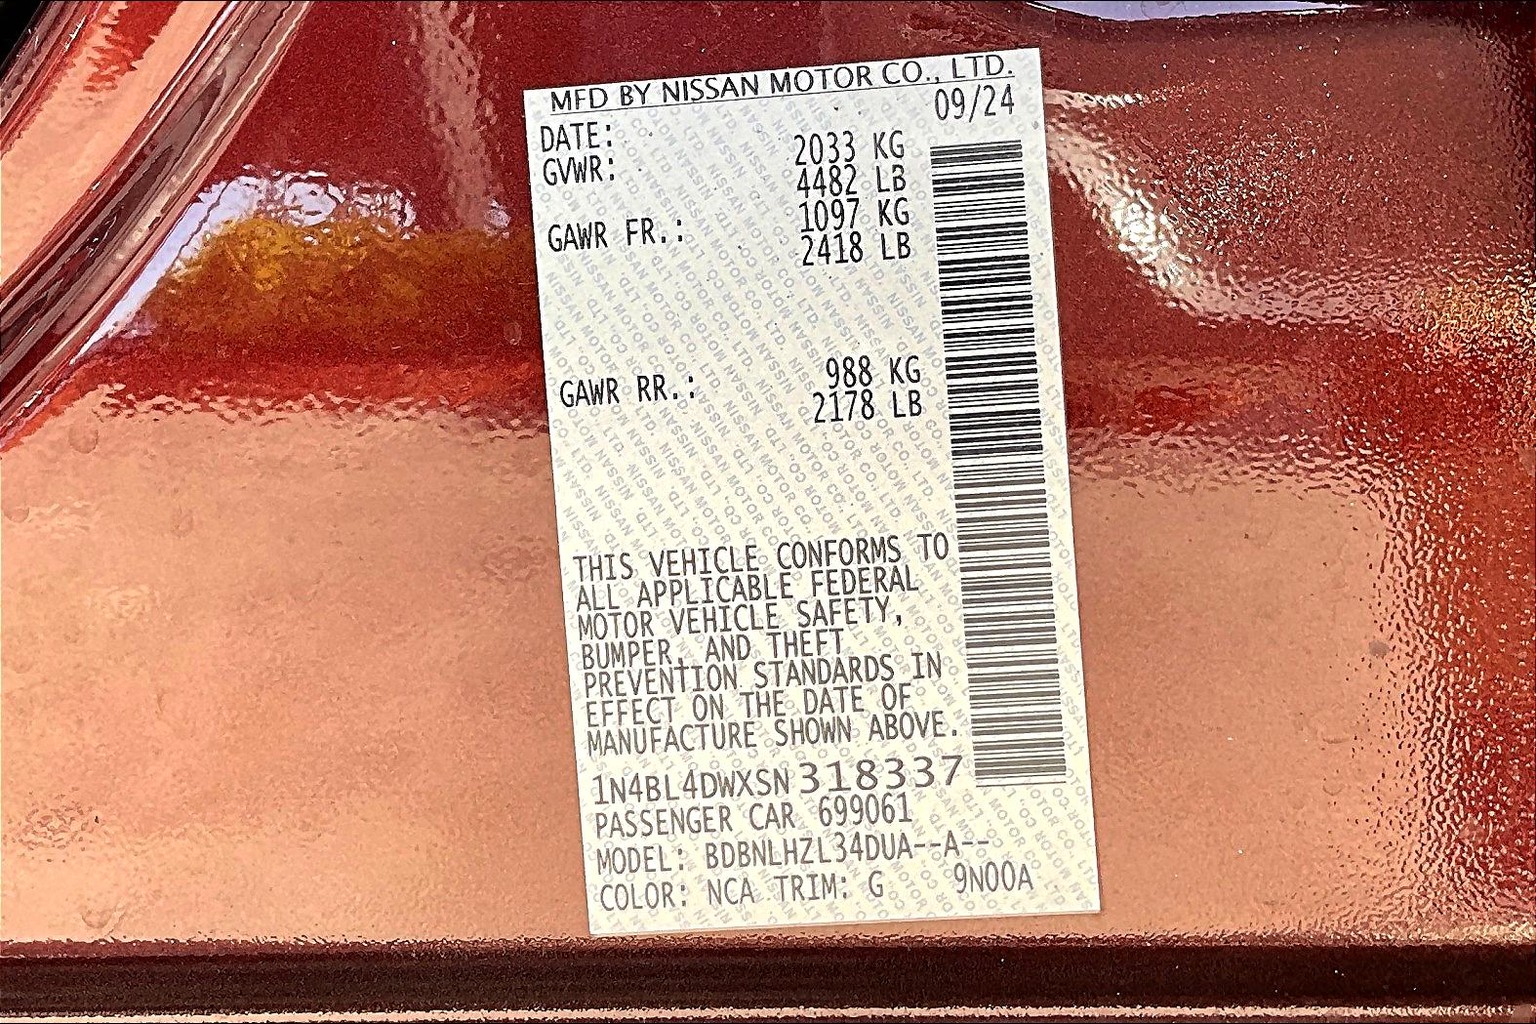 MFD BY NISSAN MOTOR CO., LTD.
DATE: 09/24
GVWR: 2033 KG
4482 LB
GAWR FR.: 1097 KG
2418 LB
GAWR RR.: 988 KG
2178 LB
THIS VEHICLE CONFORMS TO
ALL APPLICABLE FEDERAL
MOTOR VEHICLE SAFETY,
BUMPER, AND THEFT
PREVENTION STANDARDS IN
EFFECT ON THE DATE OF
MANUFACTURE SHOWN ABOVE.
1N4BL4DWXSN318337
PASSENGER CAR 699061
MODEL: BDBNLHZL34DUA--A--
COLOR: NCA TRIM: G 9N00A